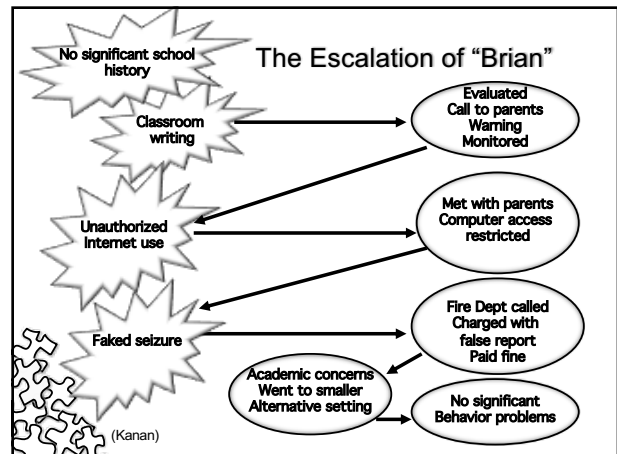 The Escalation of “Brian”
No significant school
history
Classroom
writing
Evaluated
Call to parents
Warning
Monitored
Unauthorized
Internet use
Met with parents
Computer access
restricted
Faked seizure
Fire Dept called
Charged with
false report
Paid fine
Academic concerns
Went to smaller
Alternative setting
No significant
Behavior problems
(Kanan)